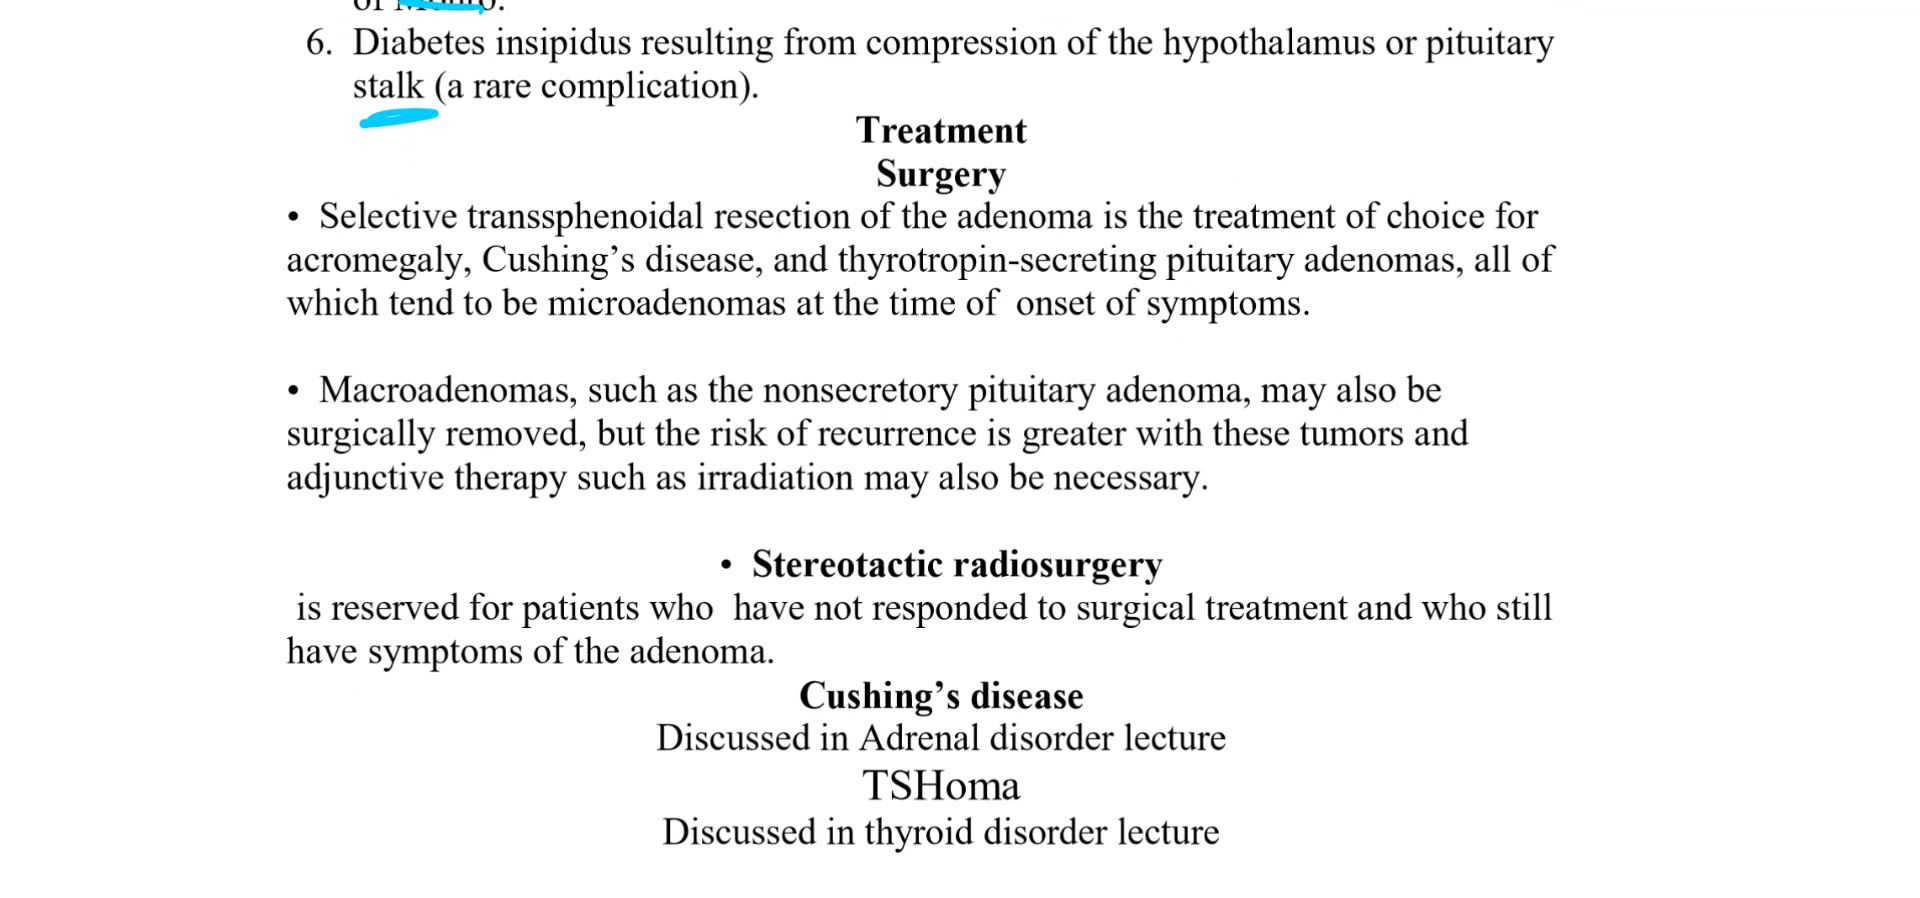 6. Diabetes insipidus resulting from compression of the hypothalamus or pituitary
stalk (a rare complication).
Treatment
Surgery
• Selective transsphenoidal resection of the adenoma is the treatment of choice for
acromegaly, Cushing’s disease, and thyrotropin-secreting pituitary adenomas, all of
which tend to be microadenomas at the time of onset of symptoms.
• Macroadenomas, such as the nonsecretory pituitary adenoma, may also be
surgically removed, but the risk of recurrence is greater with these tumors and
adjunctive therapy such as irradiation may also be necessary.
• Stereotactic radiosurgery
is reserved for patients who have not responded to surgical treatment and who still
have symptoms of the adenoma.
Cushing’s disease
Discussed in Adrenal disorder lecture
TSHoma
Discussed in thyroid disorder lecture